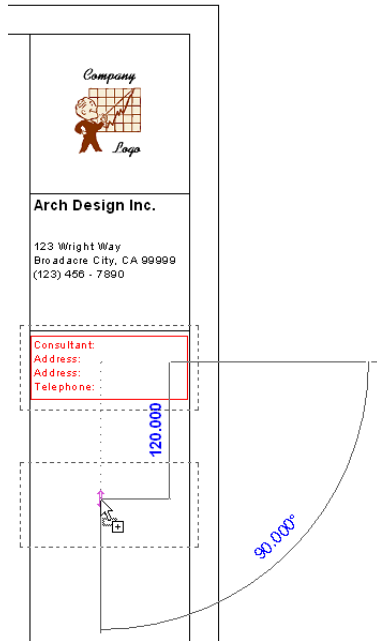 Company
Logo
Arch Design Inc.
123 Wright Way
Broadacre City, CA 99999
(123) 456 - 7890
Consultant:
Address:
Address:
Telephone:
120.000
90.000°